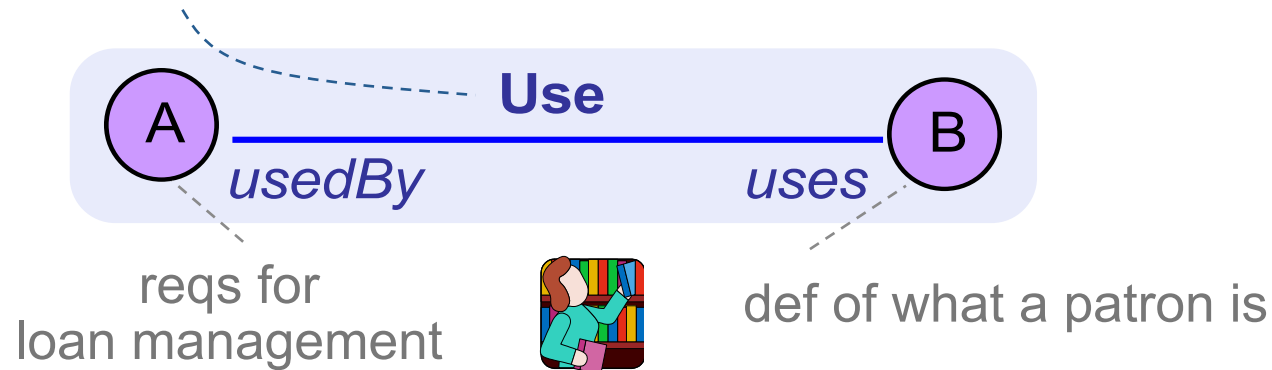 Use
A
B
usedBy
uses
reqs for
loan management
def of what a patron is